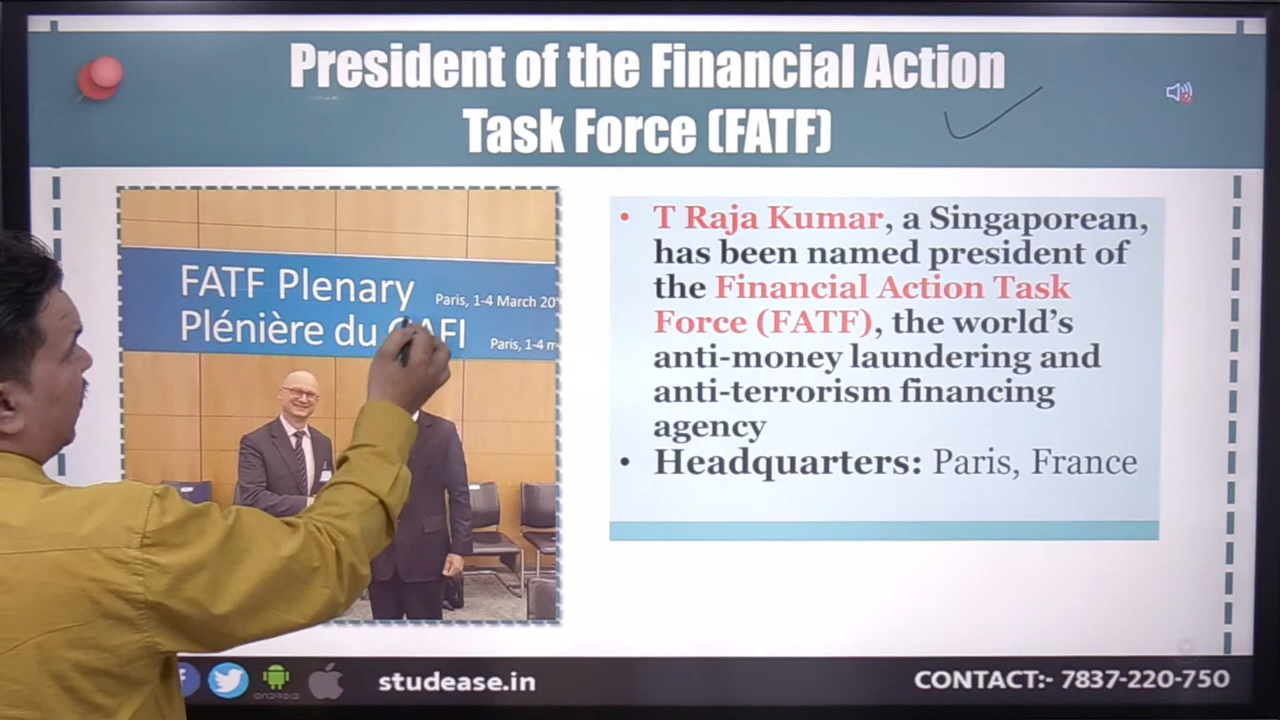 President of the Financial Action
Task Force (FATF)
FATF Plenary
Paris, 1-4 March
Plénière du
Paris, 1-4
• T Raja Kumar, a Singaporean,
has been named president of
the Financial Action Task
Force (FATF), the world's
anti-money laundering and
anti-terrorism financing
agency
• Headquarters: Paris, France
ANDROID
studease.in
CONTACT:- 7837-220-750